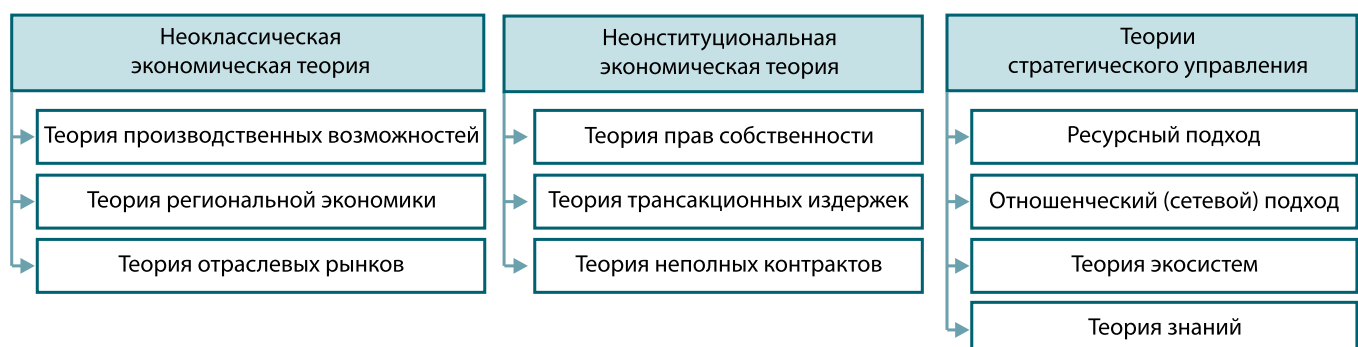 Неоклассическая
экономическая теория
Теория производственных возможностей
Теория региональной экономики
Теория отраслевых рынков
Неонституциональная
экономическая теория
Теория прав собственности
Теория трансакционных издержек
Теория неполных контрактов
Теории
стратегического управления
Ресурсный подход
Отношенческий (сетевой) подход
Теория экосистем
Теория знаний